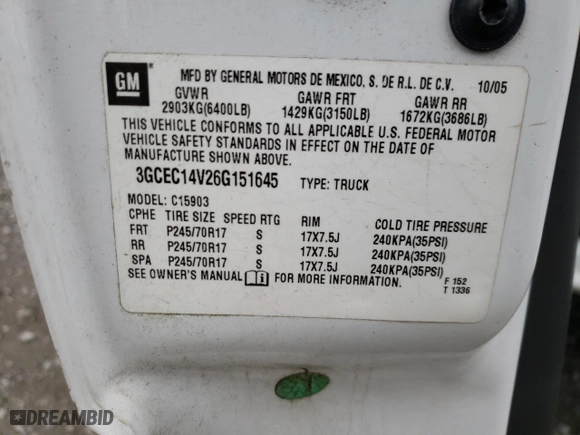 GM
MFD BY GENERAL MOTORS DE MEXICO, S. DE R.L. DE C.V. 10/05
GVWR GAWR FRT GAWR RR
2903KG(6400LB) 1429KG(3150LB) 1672KG(3686LB)
THIS VEHICLE CONFORMS TO ALL APPLICABLE U.S. FEDERAL MOTOR
VEHICLE SAFETY STANDARDS IN EFFECT ON THE DATE OF
MANUFACTURE SHOWN ABOVE.
3GCEC14V26G151645 TYPE: TRUCK
MODEL: C15903
CPHE TIRE SIZE SPEED RTG RIM COLD TIRE PRESSURE
FRT P245/70R17 S 17X7.5J 240KPA(35PSI)
RR P245/70R17 S 17X7.5J 240KPA(35PSI)
SPA P245/70R17 S 17X7.5J 240KPA(35PSI)
SEE OWNER'S MANUAL FOR MORE INFORMATION.
F 152
T 1336
DREAMBID